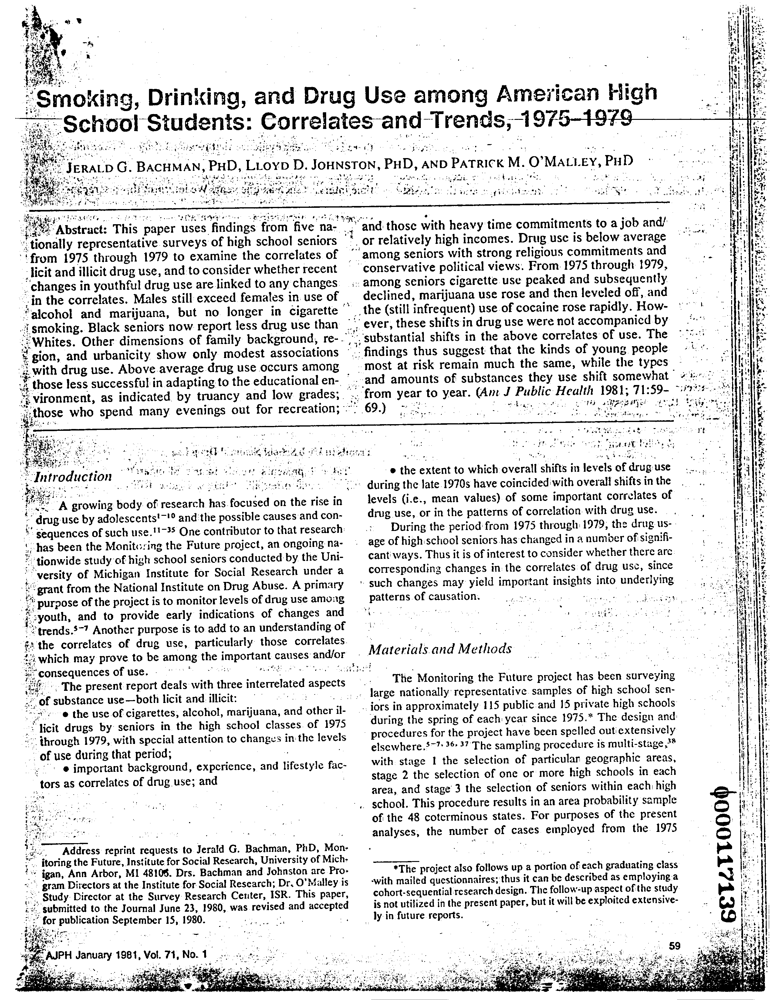 Smoking, Drinking, and Drug Use among American High
School Students: Correlates and Trends, 1975–1979
JERALD G. BACHMAN, PHD, LLOYD D. JOHNSTON, PHD, AND PATRICK M. O'MALLEY, PHD
Abstract: This paper uses findings from five na-
tionally representative surveys of high school seniors
from 1975 through 1979 to examine the correlates of
licit and illicit drug use, and to consider whether recent
changes in youthful drug use are linked to any changes
in the correlates. Males still exceed females in use of
alcohol and marijuana, but no longer in cigarette
smoking. Black seniors now report less drug use than
Whites. Other dimensions of family background, re-
gion, and urbanicity show only modest associations
with drug use. Above average drug use occurs among
those less successful in adapting to the educational en-
vironment, as indicated by truancy and low grades;
those who spend many evenings out for recreation;
and those with heavy time commitments to a job and/
or relatively high incomes. Drug use is below average
among seniors with strong religious commitments and
conservative political views. From 1975 through 1979,
among seniors cigarette use peaked and subsequently
declined, marijuana use rose and then leveled off, and
the (still infrequent) use of cocaine rose rapidly. How-
ever, these shifts in drug use were not accompanied by
substantial shifts in the above correlates of use. The
findings thus suggest that the kinds of young people
most at risk remain much the same, while the types
and amounts of substances they use shift somewhat
from year to year. (Am J Public Health 1981; 71:59–
69.)
Introduction
A growing body of research has focused on the rise in
drug use by adolescents¹⁻¹⁰ and the possible causes and con-
sequences of such use.¹¹⁻³⁵ One contributor to that research
has been the Monitoring the Future project, an ongoing na-
tionwide study of high school seniors conducted by the Uni-
versity of Michigan Institute for Social Research under a
grant from the National Institute on Drug Abuse. A primary
purpose of the project is to monitor levels of drug use among
youth, and to provide early indications of changes and
trends.⁵⁻⁷ Another purpose is to add to an understanding of
the correlates of drug use, particularly those correlates
which may prove to be among the important causes and/or
consequences of use.
The present report deals with three interrelated aspects
of substance use—both licit and illicit:
• the use of cigarettes, alcohol, marijuana, and other il-
licit drugs by seniors in the high school classes of 1975
through 1979, with special attention to changes in the levels
of use during that period;
• important background, experience, and lifestyle fac-
tors as correlates of drug use; and
• the extent to which overall shifts in levels of drug use
during the late 1970s have coincided with overall shifts in the
levels (i.e., mean values) of some important correlates of
drug use, or in the patterns of correlation with drug use.
During the period from 1975 through 1979, the drug us-
age of high school seniors has changed in a number of signifi-
cant ways. Thus it is of interest to consider whether there are
corresponding changes in the correlates of drug use, since
such changes may yield important insights into underlying
patterns of causation.
Materials and Methods
The Monitoring the Future project has been surveying
large nationally representative samples of high school sen-
iors in approximately 115 public and 15 private high schools
during the spring of each year since 1975.* The design and
procedures for the project have been spelled out extensively
elsewhere.⁵⁻⁷, ³⁶, ³⁷ The sampling procedure is multi-stage,³⁸
with stage 1 the selection of particular geographic areas,
stage 2 the selection of one or more high schools in each
area, and stage 3 the selection of seniors within each high
school. This procedure results in an area probability sample
of the 48 coterminous states. For purposes of the present
analyses, the number of cases employed from the 1975
Address reprint requests to Jerald G. Bachman, PhD, Mon-
itoring the Future, Institute for Social Research, University of Mich-
igan, Ann Arbor, MI 48106. Drs. Bachman and Johnston are Pro-
gram Directors at the Institute for Social Research; Dr. O'Malley is
Study Director at the Survey Research Center, ISR. This paper,
submitted to the Journal June 23, 1980, was revised and accepted
for publication September 15, 1980.
*The project also follows up a portion of each graduating class
with mailed questionnaires; thus it can be described as employing a
cohort-sequential research design. The follow-up aspect of the study
is not utilized in the present paper, but it will be exploited extensive-
ly in future reports.
AJPH January 1981, Vol. 71, No. 1
59
0000117139